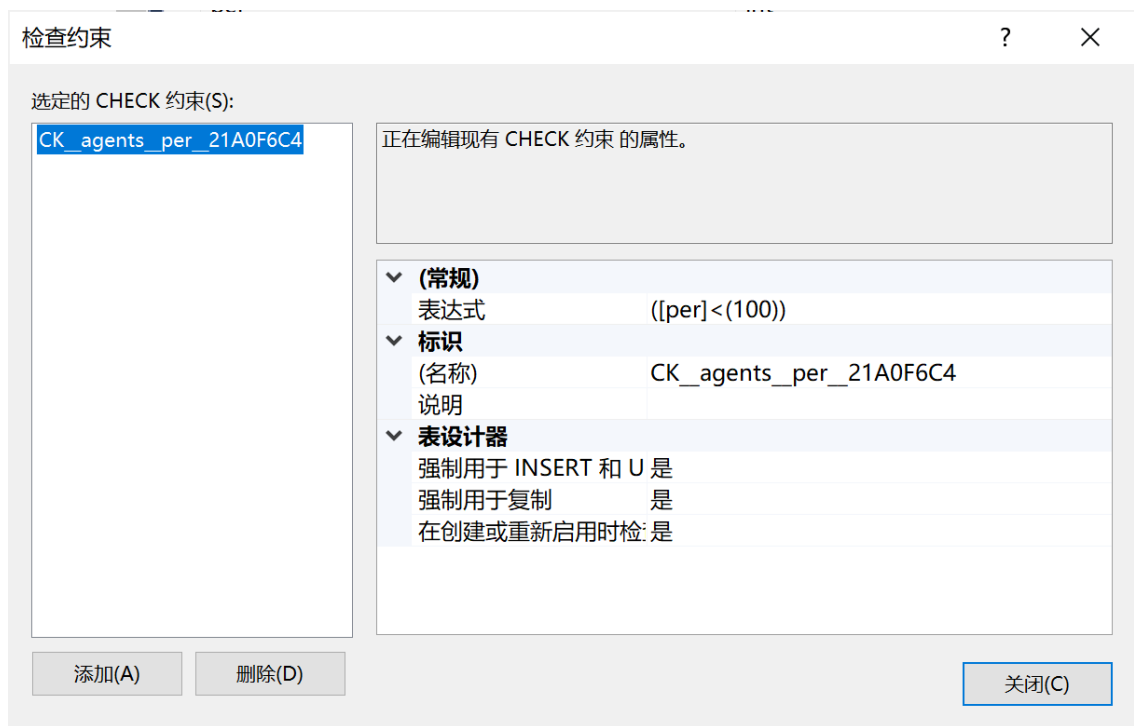 检查约束
?
选定的 CHECK 约束(S):
CK__agents__per__21A0F6C4
正在编辑现有 CHECK 约束 的属性。
(常规)
表达式 ([per]<(100))
标识
(名称) CK__agents__per__21A0F6C4
说明
表设计器
强制用于 INSERT 和 U 是
强制用于复制 是
在创建或重新启用时检 是
添加(A) 删除(D)
关闭(C)